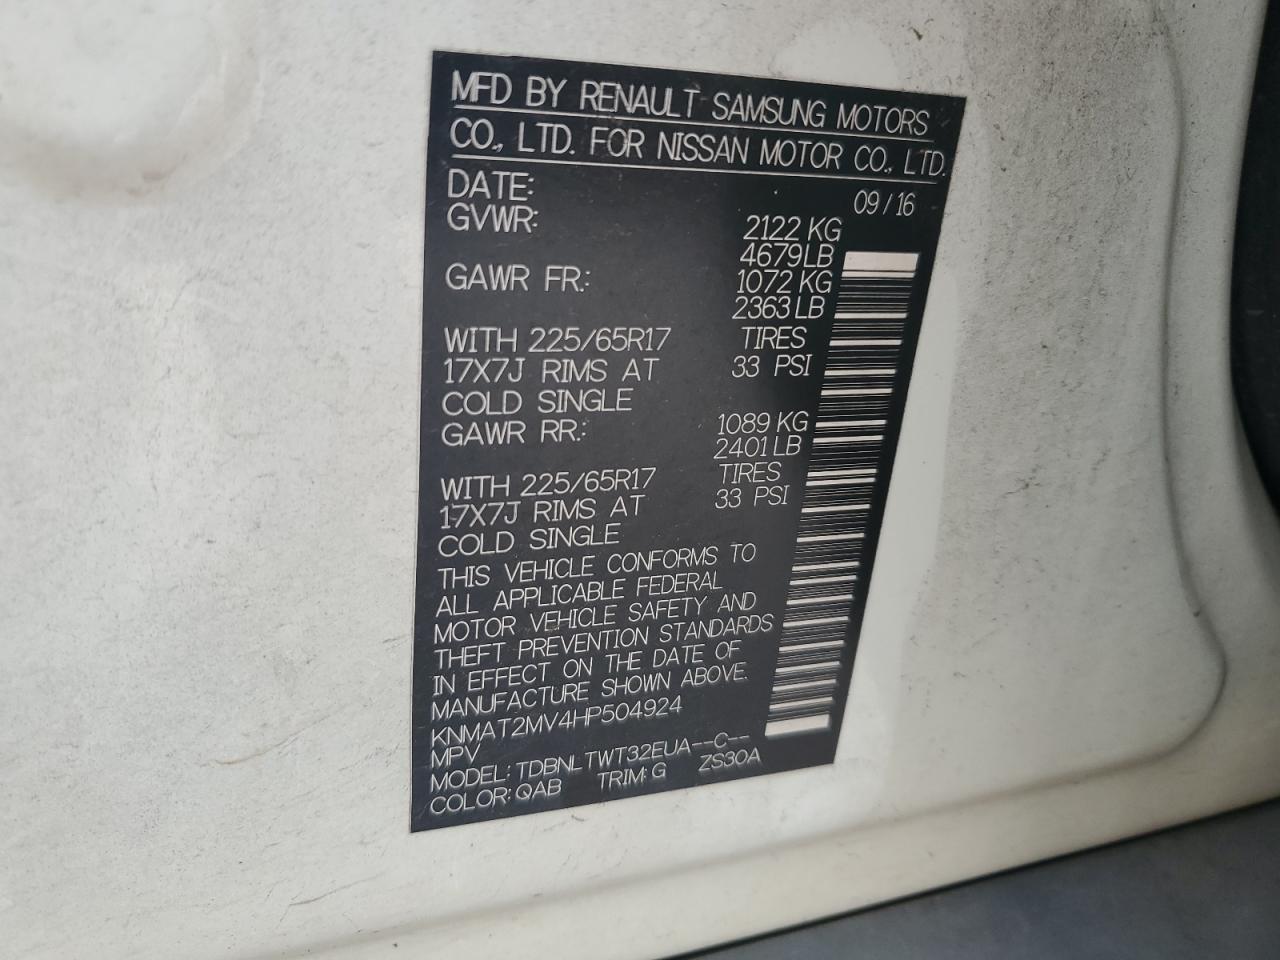 MFD BY RENAULT SAMSUNG MOTORS
CO., LTD. FOR NISSAN MOTOR CO., LTD.
DATE: 09/16
GVWR: 2122 KG
4679 LB
GAWR FR.: 1072 KG
2363 LB
WITH 225/65R17 TIRES
17X7J RIMS AT 33 PSI
COLD SINGLE
GAWR RR.: 1089 KG
2401 LB
WITH 225/65R17 TIRES
17X7J RIMS AT 33 PSI
COLD SINGLE
THIS VEHICLE CONFORMS TO
ALL APPLICABLE FEDERAL
MOTOR VEHICLE SAFETY AND
THEFT PREVENTION STANDARDS
IN EFFECT ON THE DATE OF
MANUFACTURE SHOWN ABOVE.
KNMAT2MV4HP504924
MPV
MODEL: TDBNLTWT32EUA--C--
COLOR: QAB TRIM: G ZS30A